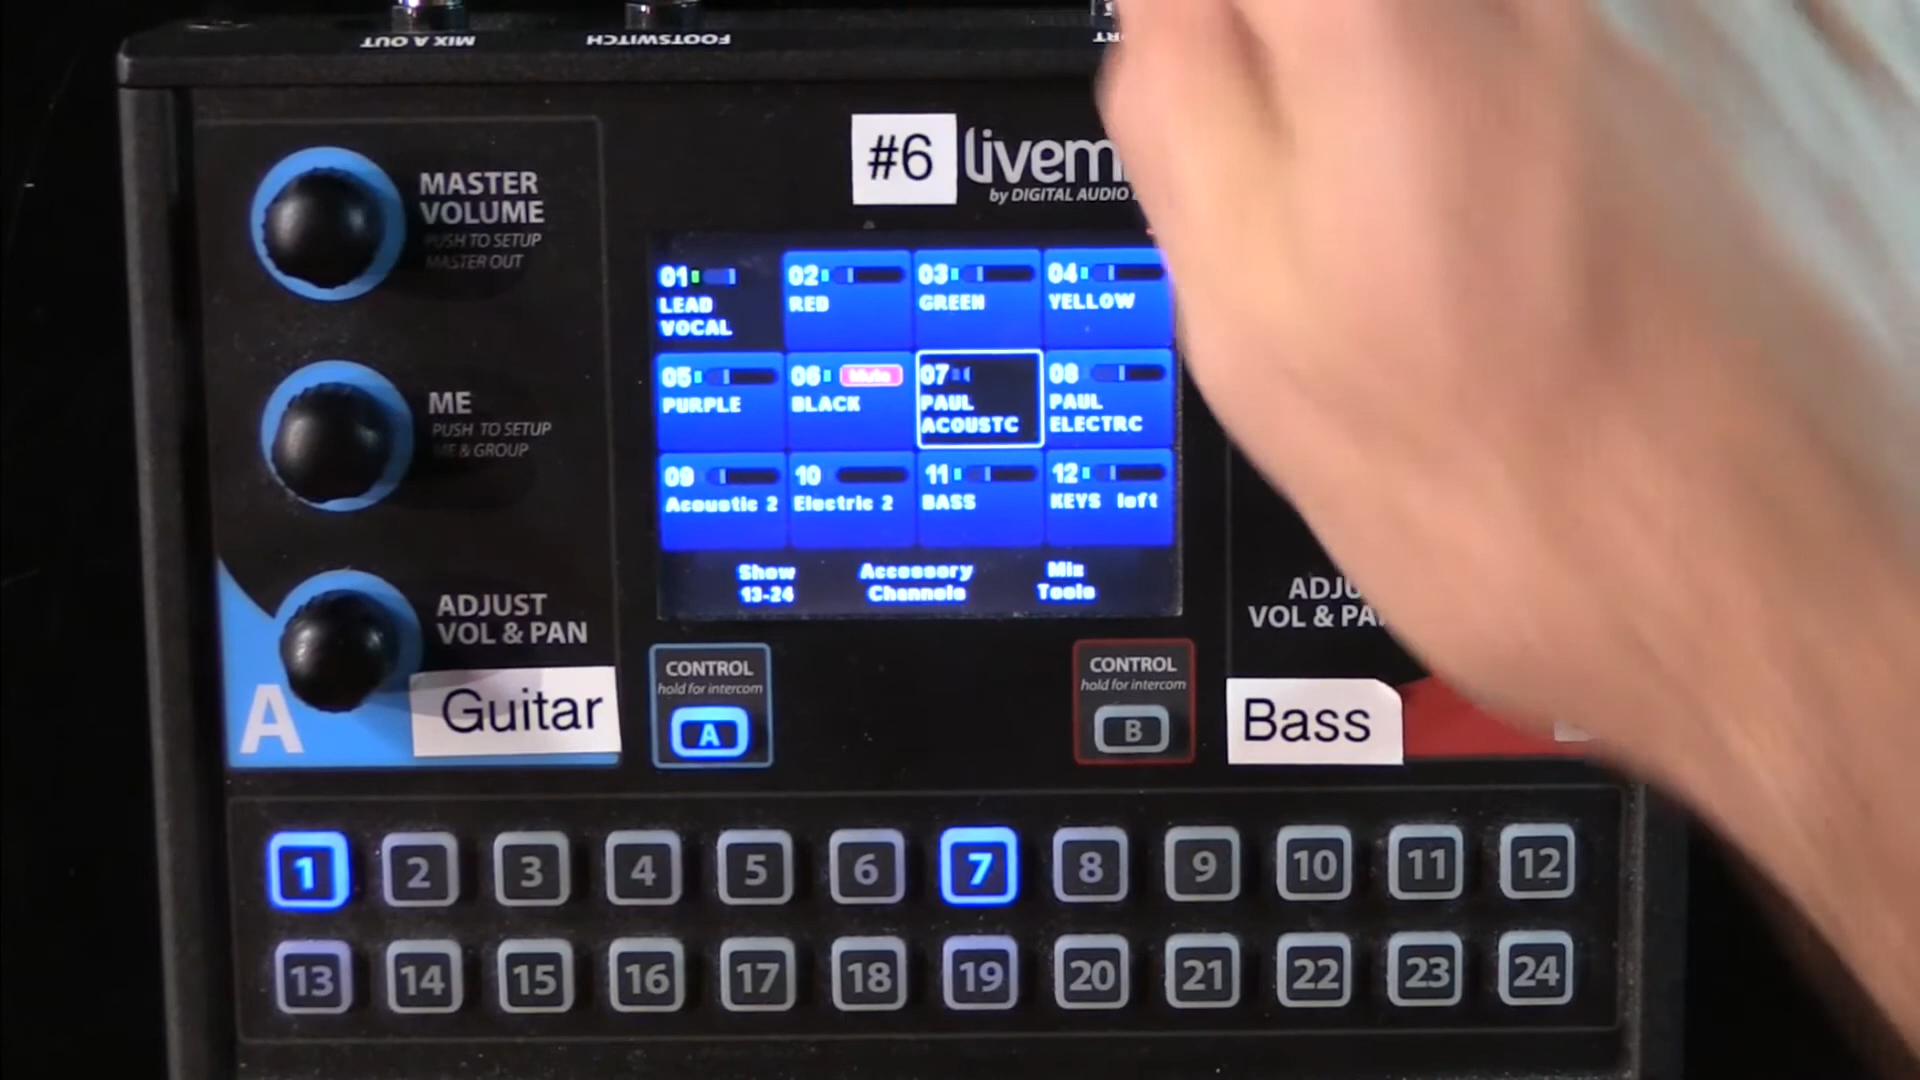 MIX A OUT
FOOTSWITCH
#6
livem
by DIGITAL AUDIO
MASTER
VOLUME
PUSH TO SETUP
MASTER OUT
ME
PUSH TO SETUP
ME & GROUP
ADJUST
VOL & PAN
A
Guitar
01
LEAD
VOCAL
02
RED
03
GREEN
04
YELLOW
05
PURPLE
06 Mute
BLACK
07
PAUL
ACOUSTC
08
PAUL
ELECTRC
09
Acoustic 2
10
Electric 2
11
BASS
12
KEYS left
Show
13-24
Accessory
Channels
Mix
Tools
CONTROL
hold for intercom
A
CONTROL
hold for intercom
B
ADJU
VOL & PA
Bass
1 2 3 4 5 6 7 8 9 10 11 12
13 14 15 16 17 18 19 20 21 22 23 24